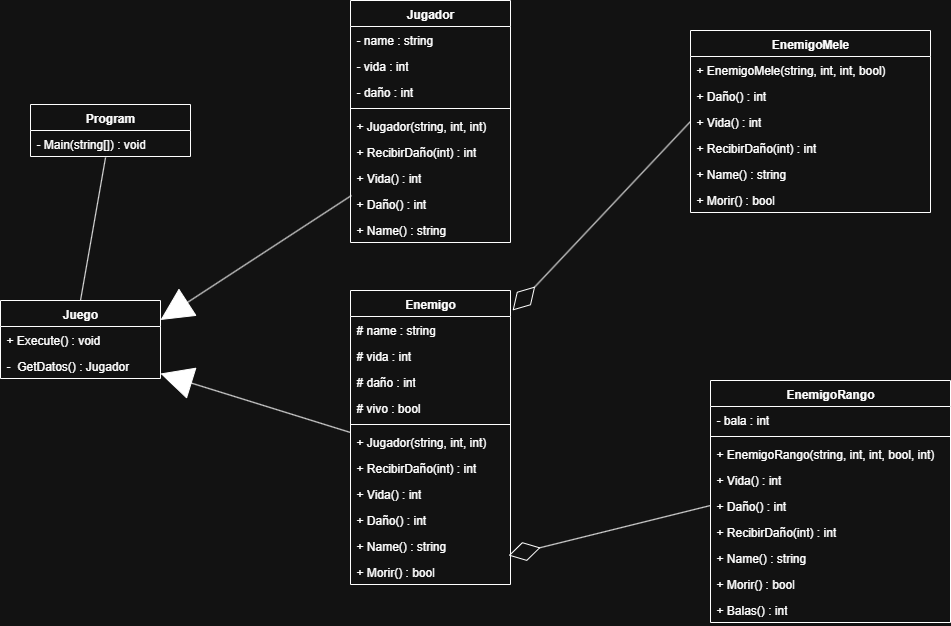 Program
- Main(string[]) : void
Juego
+ Execute() : void
- GetDatos() : Jugador
Jugador
- name : string
- vida : int
- daño : int
+ Jugador(string, int, int)
+ RecibirDaño(int) : int
+ Vida() : int
+ Daño() : int
+ Name() : string
Enemigo
# name : string
# vida : int
# daño : int
# vivo : bool
+ Jugador(string, int, int)
+ RecibirDaño(int) : int
+ Vida() : int
+ Daño() : int
+ Name() : string
+ Morir() : bool
EnemigoMele
+ EnemigoMele(string, int, int, bool)
+ Daño() : int
+ Vida() : int
+ RecibirDaño(int) : int
+ Name() : string
+ Morir() : bool
EnemigoRango
- bala : int
+ EnemigoRango(string, int, int, bool, int)
+ Vida() : int
+ Daño() : int
+ RecibirDaño(int) : int
+ Name() : string
+ Morir() : bool
+ Balas() : int